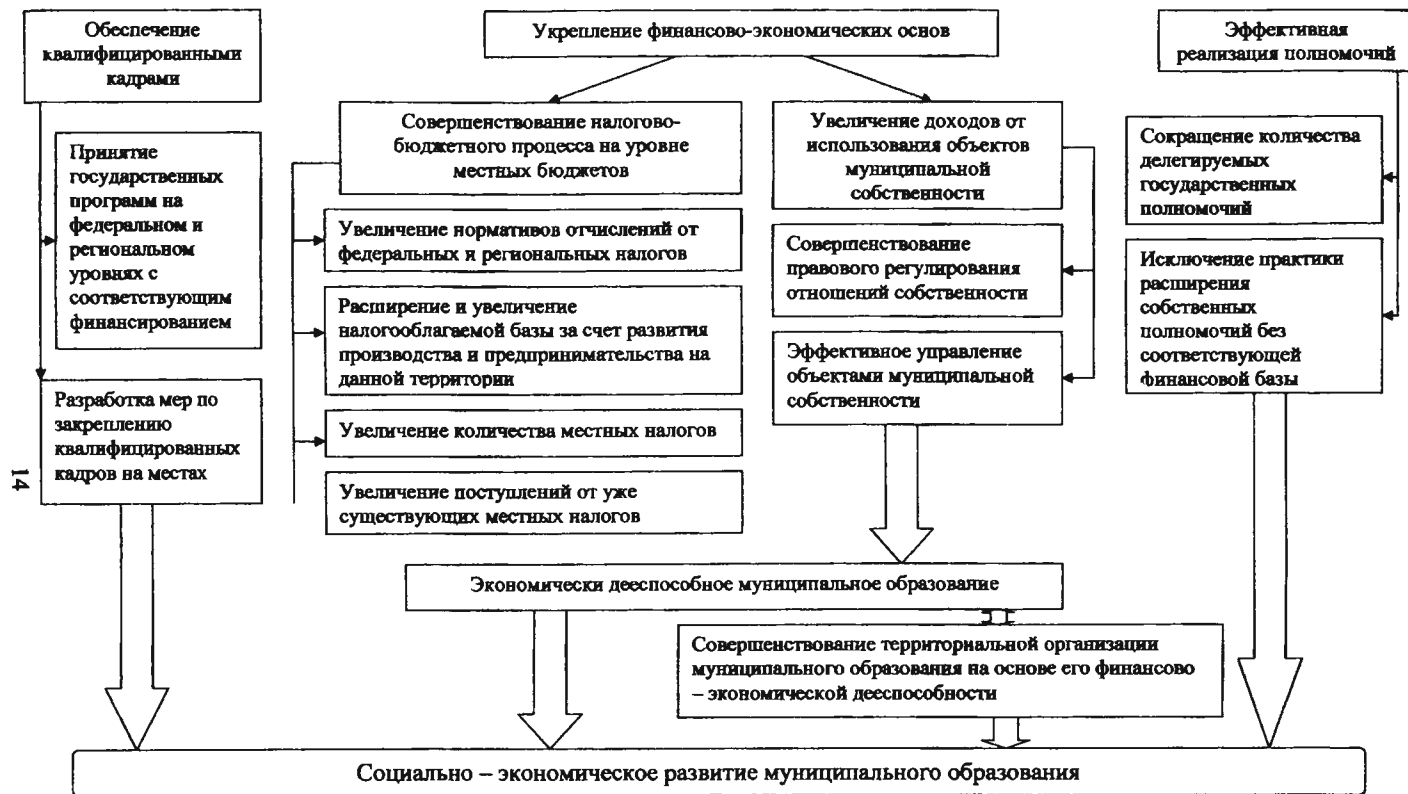 Обеспечение
квалифицированными
кадрами
Укрепление финансово-экономических основ
Эффективная
реализация полномочий
Принятие
государственных
программ на
федеральном и
региональном
уровнях с
соответствующим
финансированием
Разработка мер по
закреплению
квалифицированных
кадров на местах
Совершенствование налогово-
бюджетного процесса на уровне
местных бюджетов
Увеличение нормативов отчислений от
федеральных и региональных налогов
Расширение и увеличение
налогооблагаемой базы за счет развития
производства и предпринимательства на
данной территории
Увеличение количества местных налогов
Увеличение поступлений от уже
существующих местных налогов
Увеличение доходов от
использования объектов
муниципальной
собственности
Совершенствование
правового регулирования
отношений собственности
Эффективное управление
объектами муниципальной
собственности
Сокращение количества
делегируемых
государственных
полномочий
Исключение практики
расширения
собственных
полномочий без
соответствующей
финансовой базы
14
Экономически дееспособное муниципальное образование
Совершенствование территориальной организации
муниципального образования на основе его финансово
– экономической дееспособности
Социально – экономическое развитие муниципального образования